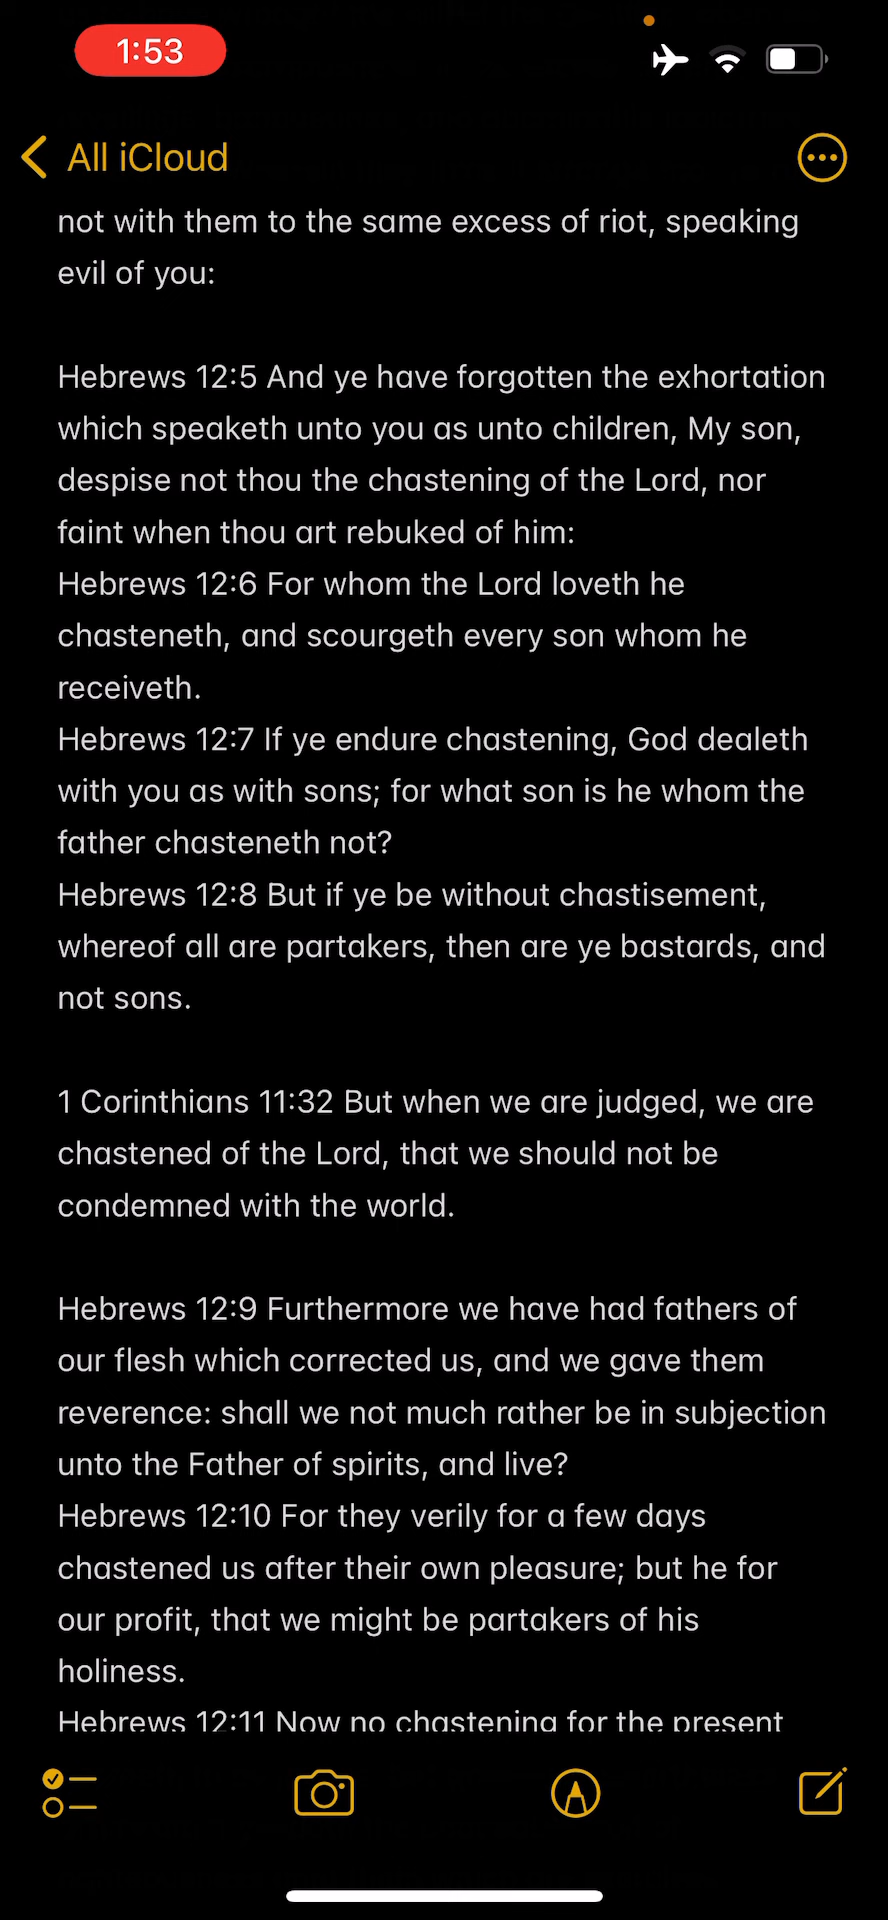 1:53
All iCloud
not with them to the same excess of riot, speaking
evil of you:
Hebrews 12:5 And ye have forgotten the exhortation
which speaketh unto you as unto children, My son,
despise not thou the chastening of the Lord, nor
faint when thou art rebuked of him:
Hebrews 12:6 For whom the Lord loveth he
chasteneth, and scourgeth every son whom he
receiveth.
Hebrews 12:7 If ye endure chastening, God dealeth
with you as with sons; for what son is he whom the
father chasteneth not?
Hebrews 12:8 But if ye be without chastisement,
whereof all are partakers, then are ye bastards, and
not sons.
1 Corinthians 11:32 But when we are judged, we are
chastened of the Lord, that we should not be
condemned with the world.
Hebrews 12:9 Furthermore we have had fathers of
our flesh which corrected us, and we gave them
reverence: shall we not much rather be in subjection
unto the Father of spirits, and live?
Hebrews 12:10 For they verily for a few days
chastened us after their own pleasure; but he for
our profit, that we might be partakers of his
holiness.
Hebrews 12:11 Now no chastening for the present